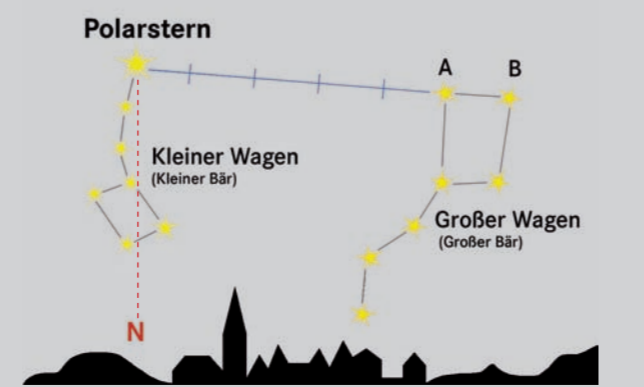 Polarstern
A
B
Kleiner Wagen
(Kleiner Bär)
Großer Wagen
(Großer Bär)
N